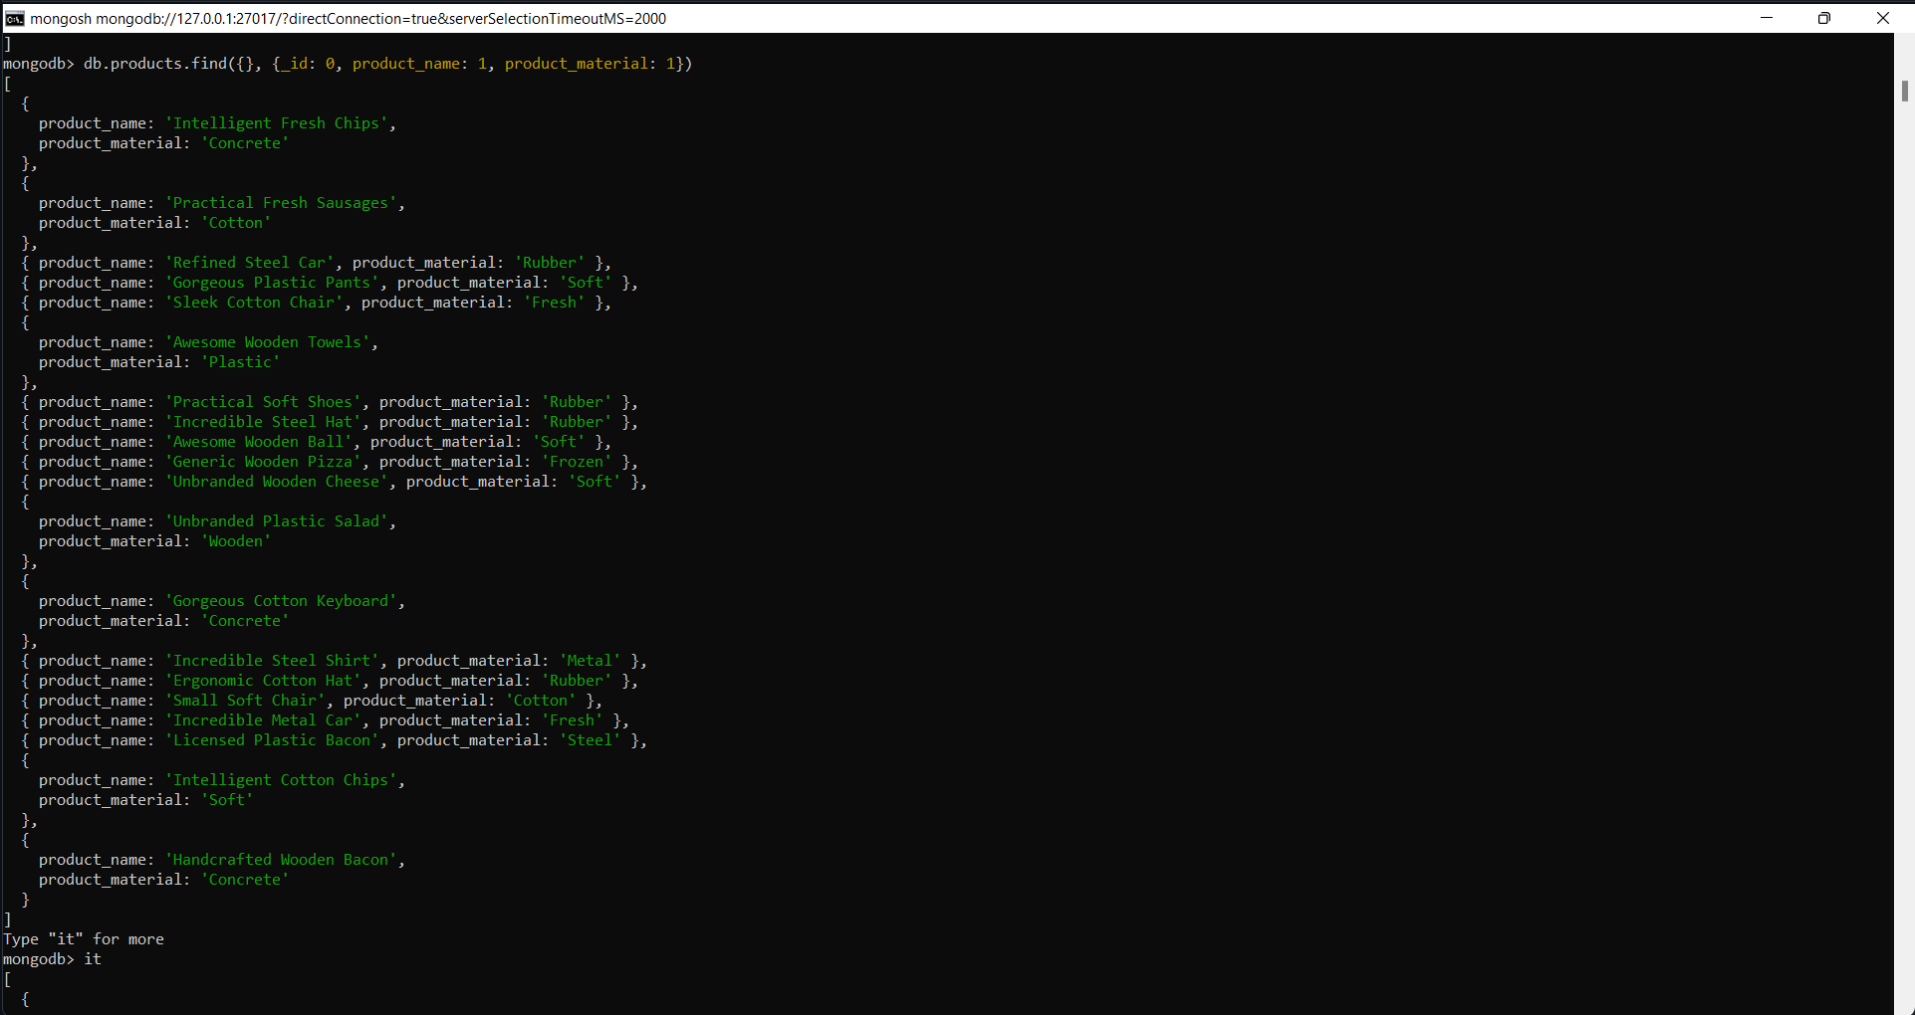 mongosh mongodb://127.0.0.1:27017/?directConnection=true&serverSelectionTimeoutMS=2000
]
mongodb> db.products.find({}, {_id: 0, product_name: 1, product_material: 1})
[
  {
    product_name: 'Intelligent Fresh Chips',
    product_material: 'Concrete'
  },
  {
    product_name: 'Practical Fresh Sausages',
    product_material: 'Cotton'
  },
  { product_name: 'Refined Steel Car', product_material: 'Rubber' },
  { product_name: 'Gorgeous Plastic Pants', product_material: 'Soft' },
  { product_name: 'Sleek Cotton Chair', product_material: 'Fresh' },
  {
    product_name: 'Awesome Wooden Towels',
    product_material: 'Plastic'
  },
  { product_name: 'Practical Soft Shoes', product_material: 'Rubber' },
  { product_name: 'Incredible Steel Hat', product_material: 'Rubber' },
  { product_name: 'Awesome Wooden Ball', product_material: 'Soft' },
  { product_name: 'Generic Wooden Pizza', product_material: 'Frozen' },
  { product_name: 'Unbranded Wooden Cheese', product_material: 'Soft' },
  {
    product_name: 'Unbranded Plastic Salad',
    product_material: 'Wooden'
  },
  {
    product_name: 'Gorgeous Cotton Keyboard',
    product_material: 'Concrete'
  },
  { product_name: 'Incredible Steel Shirt', product_material: 'Metal' },
  { product_name: 'Ergonomic Cotton Hat', product_material: 'Rubber' },
  { product_name: 'Small Soft Chair', product_material: 'Cotton' },
  { product_name: 'Incredible Metal Car', product_material: 'Fresh' },
  { product_name: 'Licensed Plastic Bacon', product_material: 'Steel' },
  {
    product_name: 'Intelligent Cotton Chips',
    product_material: 'Soft'
  },
  {
    product_name: 'Handcrafted Wooden Bacon',
    product_material: 'Concrete'
  }
]
Type "it" for more
mongodb> it
[
  {